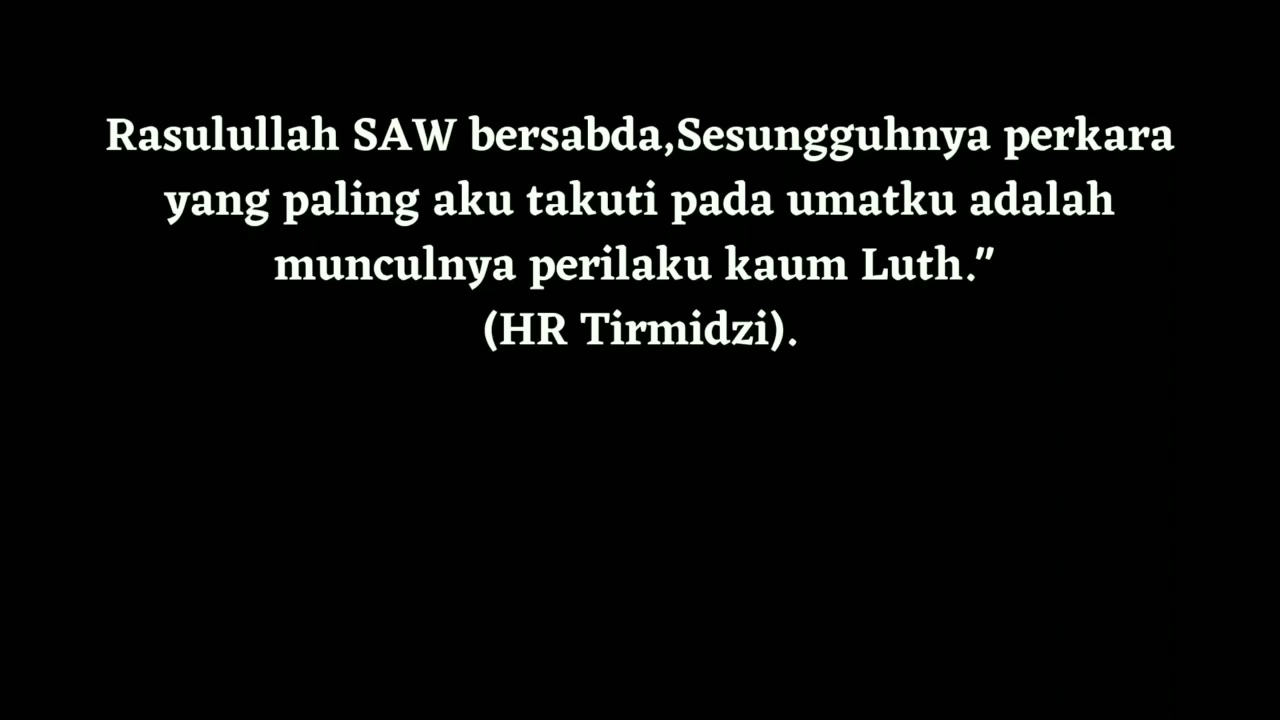 Rasulullah SAW bersabda,Sesungguhnya perkara
yang paling aku takuti pada umatku adalah
munculnya perilaku kaum Luth."
(HR Tirmidzi).